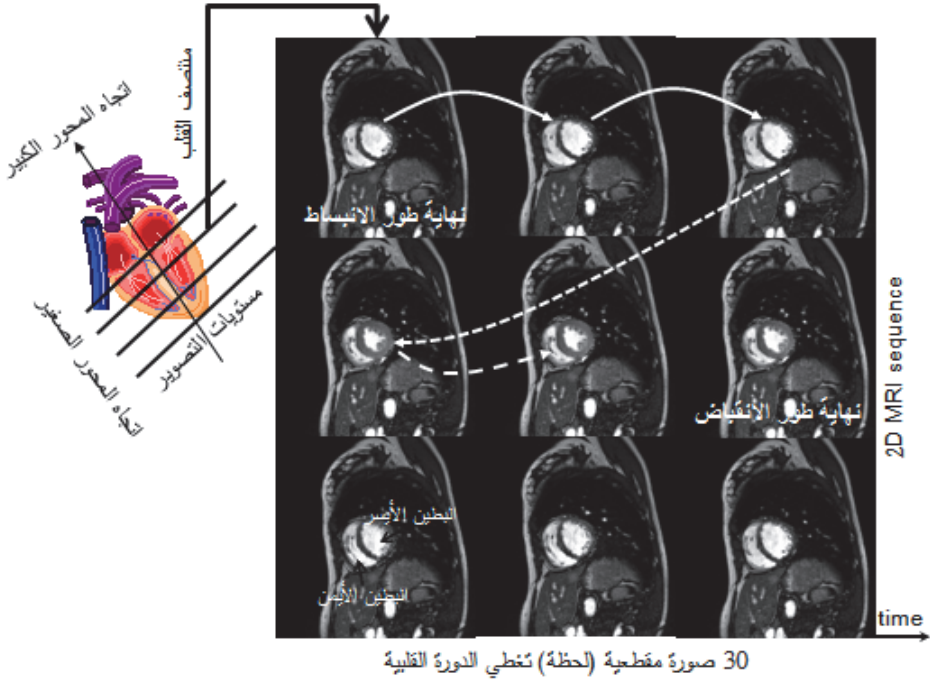 اتجاه المحور الكبير
منتصف القلب
مستويات التصوير
اتجاه المحور الصغير
نهاية طور الانبساط
نهاية طور الأنقباض
البطين الأيسر
البطين الأيمن
2D MRI sequence
time
30 صورة مقطعية (لحظة) تغطي الدورة القلبية